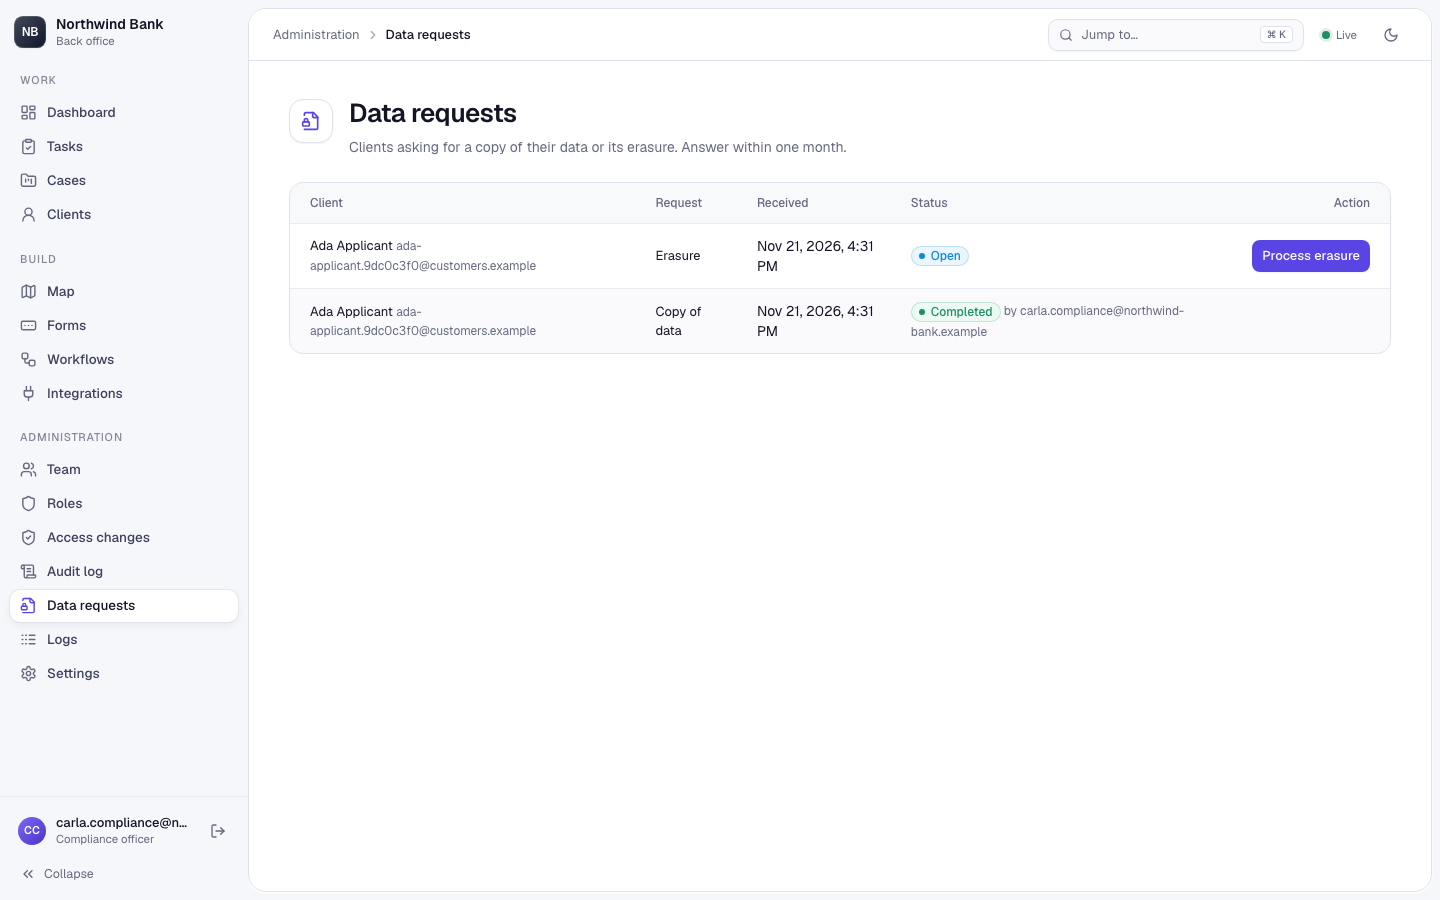 NB
Northwind Bank
Back office
WORK
Dashboard
Tasks
Cases
Clients
BUILD
Map
Forms
Workflows
Integrations
ADMINISTRATION
Team
Roles
Access changes
Audit log
Data requests
Logs
Settings
CC
carla.compliance@n...
Compliance officer
Collapse
Administration > Data requests
Jump to...
⌘ K
Live
Data requests
Clients asking for a copy of their data or its erasure. Answer within one month.
Client Request Received Status Action
Ada Applicant ada-
applicant.9dc0c3f0@customers.example
Erasure
Nov 21, 2026, 4:31
PM
Open
Process erasure
Ada Applicant ada-
applicant.9dc0c3f0@customers.example
Copy of
data
Nov 21, 2026, 4:31
PM
Completed by carla.compliance@northwind-
bank.example